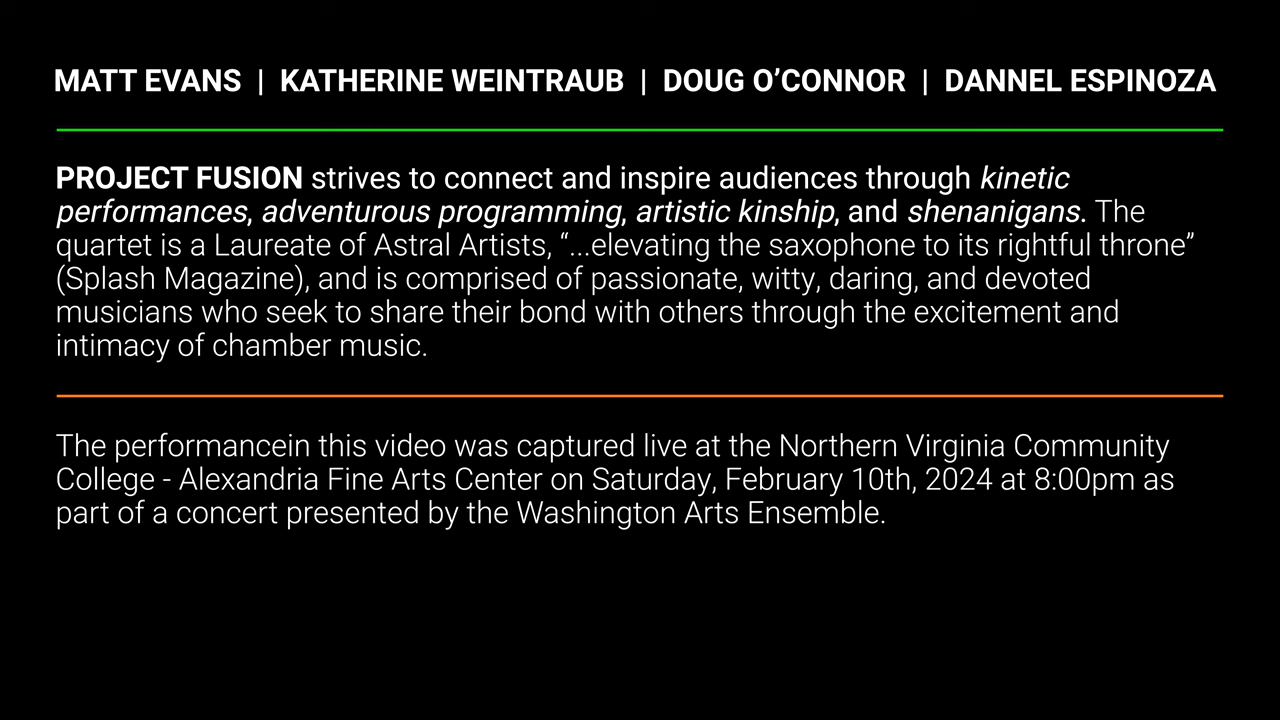 MATT EVANS | KATHERINE WEINTRAUB | DOUG O’CONNOR | DANNEL ESPINOZA
PROJECT FUSION strives to connect and inspire audiences through kinetic
performances, adventurous programming, artistic kinship, and shenanigans. The
quartet is a Laureate of Astral Artists, “...elevating the saxophone to its rightful throne”
(Splash Magazine), and is comprised of passionate, witty, daring, and devoted
musicians who seek to share their bond with others through the excitement and
intimacy of chamber music.
The performancein this video was captured live at the Northern Virginia Community
College - Alexandria Fine Arts Center on Saturday, February 10th, 2024 at 8:00pm as
part of a concert presented by the Washington Arts Ensemble.